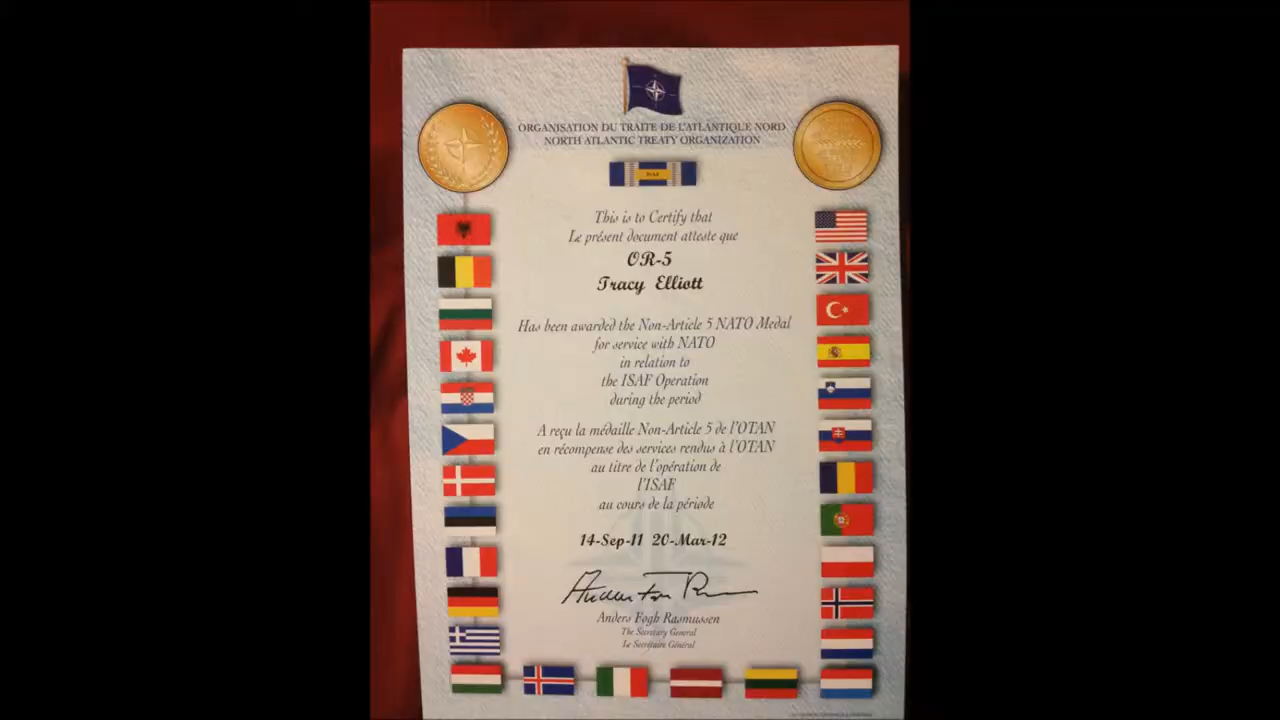 ORGANISATION DU TRAITE DE L'ATLANTIQUE NORD
NORTH ATLANTIC TREATY ORGANIZATION
ISAF
This is to Certify that
Le présent document atteste que
OR-5
Tracy Elliott
Has been awarded the Non-Article 5 NATO Medal
for service with NATO
in relation to
the ISAF Operation
during the period
A reçu la médaille Non-Article 5 de l'OTAN
en récompense des services rendus à l'OTAN
au titre de l'opération de
l'ISAF
au cours de la période
14-Sep-11 20-Mar-12
Anders Fogh Rasmussen
The Secretary General
Le Secrétaire Général